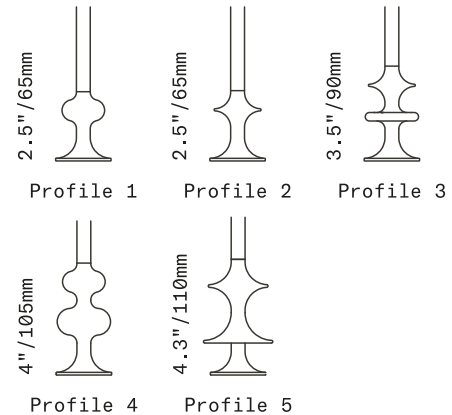 2.5"/65mm
Profile 1
2.5"/65mm
Profile 2
3.5"/90mm
Profile 3
4"/105mm
Profile 4
4.3"/110mm
Profile 5